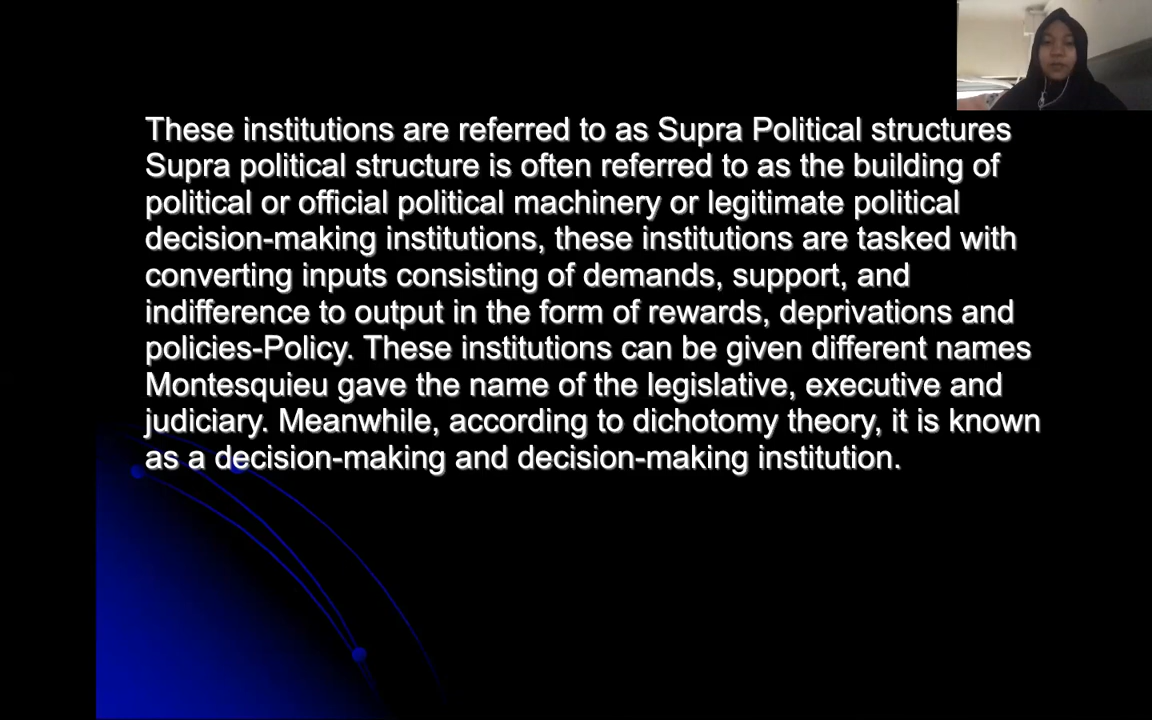 These institutions are referred to as Supra Political structures
Supra political structure is often referred to as the building of
political or official political machinery or legitimate political
decision-making institutions, these institutions are tasked with
converting inputs consisting of demands, support, and
indifference to output in the form of rewards, deprivations and
policies-Policy. These institutions can be given different names
Montesquieu gave the name of the legislative, executive and
judiciary. Meanwhile, according to dichotomy theory, it is known
as a decision-making and decision-making institution.